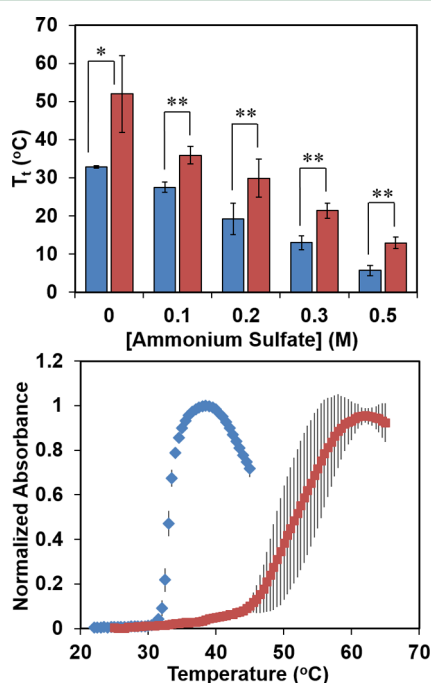 70
60
50
40
30
20
10
0
Tt (oC)
* ** ** ** **
0 0.1 0.2 0.3 0.5
[Ammonium Sulfate] (M)
1.2
1
0.8
0.6
0.4
0.2
0
Normalized Absorbance
20 30 40 50 60 70
Temperature (oC)